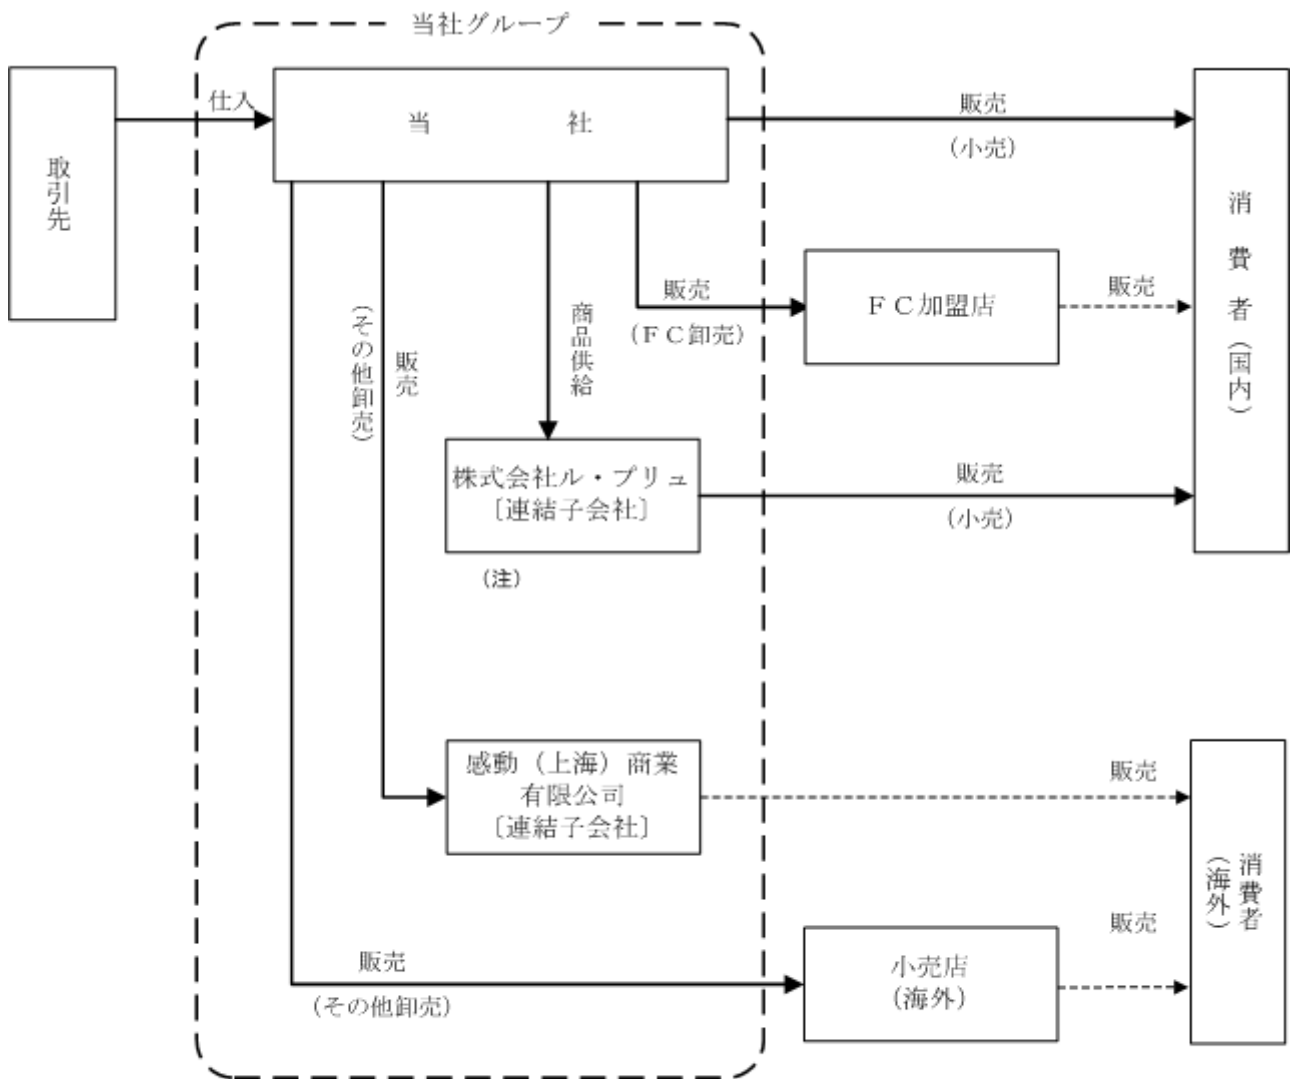 当社グループ
取引先
仕入
当社
販売
(小売)
消費者(国内)
販売
(FC卸売)
FC加盟店
販売
商品供給
販売
(その他卸売)
株式会社ル・プリュ
〔連結子会社〕
(注)
販売
(小売)
感動(上海)商業
有限公司
〔連結子会社〕
販売
消費者
(海外)
販売
(その他卸売)
小売店
(海外)
販売